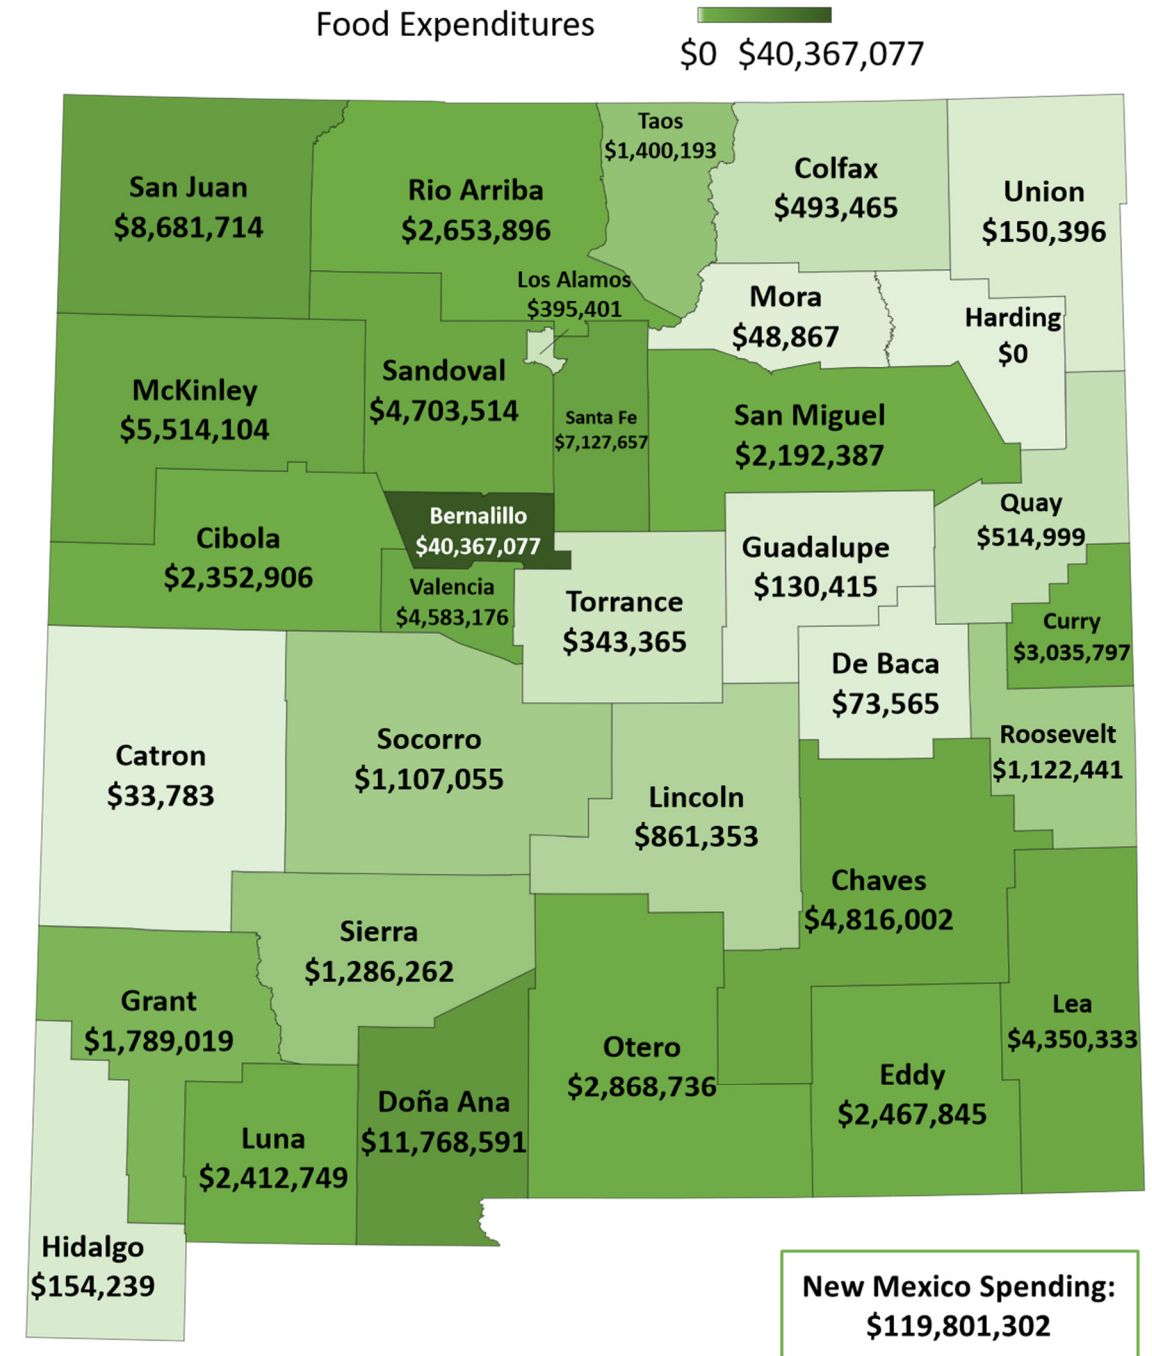 Food Expenditures
$0 $40,367,077
Taos
$1,400,193
San Juan
$8,681,714
Rio Arriba
$2,653,896
Colfax
$493,465
Union
$150,396
Los Alamos
$395,401
Mora
$48,867
Harding
$0
McKinley
$5,514,104
Sandoval
$4,703,514
Santa Fe
$7,127,657
San Miguel
$2,192,387
Quay
$514,999
Cibola
$2,352,906
Bernalillo
$40,367,077
Valencia
$4,583,176
Torrance
$343,365
Guadalupe
$130,415
Curry
$3,035,797
De Baca
$73,565
Roosevelt
$1,122,441
Catron
$33,783
Socorro
$1,107,055
Lincoln
$861,353
Chaves
$4,816,002
Sierra
$1,286,262
Grant
$1,789,019
Otero
$2,868,736
Lea
$4,350,333
Eddy
$2,467,845
Doña Ana
$11,768,591
Luna
$2,412,749
Hidalgo
$154,239
New Mexico Spending:
$119,801,302